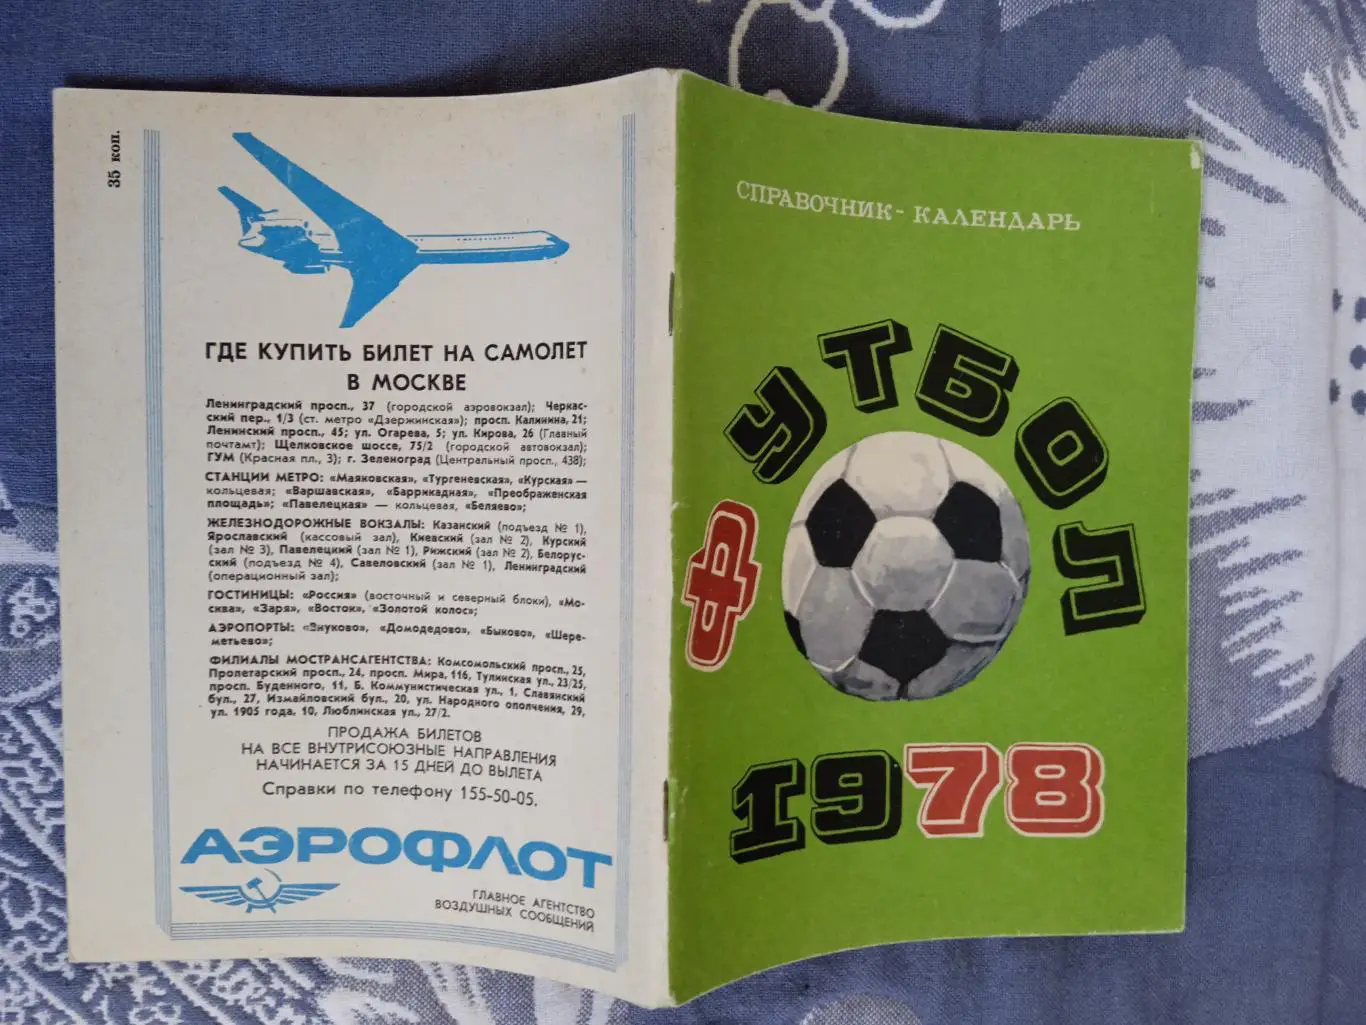 35 коп.
ГДЕ КУПИТЬ БИЛЕТ НА САМОЛЕТ
В МОСКВЕ
Ленинградский просп., 37 (городской аэровокзал); Черкас-
сский пер., 1/3 (ст. метро «Дзержинская»); просп. Калинина, 21;
Ленинский просп., 45; ул. Огарева, 5; ул. Кирова, 26 (Главный
почтамт); Щелковское шоссе, 75/2 (городской автовокзал);
ГУМ (Красная пл., 3); г. Зеленоград (Центральный просп., 438);
СТАНЦИИ МЕТРО: «Маяковская», «Тургеневская», «Курская» —
кольцевая; «Варшавская», «Баррикадная», «Преображенская
площадь»; «Павелецкая» — кольцевая, «Беляево»;
ЖЕЛЕЗНОДОРОЖНЫЕ ВОКЗАЛЫ: Казанский (подъезд № 1),
Ярославский (кассовый зал), Киевский (зал № 2), Курский
(зал № 3), Павелецкий (зал № 1), Рижский (зал № 2), Белорус-
ский (подъезд № 4), Савеловский (зал № 1), Ленинградский
(операционный зал);
ГОСТИНИЦЫ: «Россия» (восточный и северный блоки), «Мо-
сква», «Заря», «Восток», «Золотой колос»;
АЭРОПОРТЫ: «Внуково», «Домодедово», «Быково», «Шере-
метьево»;
ФИЛИАЛЫ МОСТРАНСАГЕНТСТВА: Комсомольский просп., 25,
Пролетарский просп., 24, просп. Мира, 116, Тулинская ул., 23/25,
просп. Буденного, 11, Б. Коммунистическая ул., 1, Славянский
бул., 27, Измайловский бул., 20, ул. Народного ополчения, 29,
ул. 1905 года, 10, Люблинская ул., 27/2.
ПРОДАЖА БИЛЕТОВ
НА ВСЕ ВНУТРИСОЮЗНЫЕ НАПРАВЛЕНИЯ
НАЧИНАЕТСЯ ЗА 15 ДНЕЙ ДО ВЫЛЕТА
Справки по телефону 155-50-05.
АЭРОФЛОТ
ГЛАВНОЕ АГЕНТСТВО
ВОЗДУШНЫХ СООБЩЕНИЙ
СПРАВОЧНИК - КАЛЕНДАРЬ
ФУТБОЛ
1978